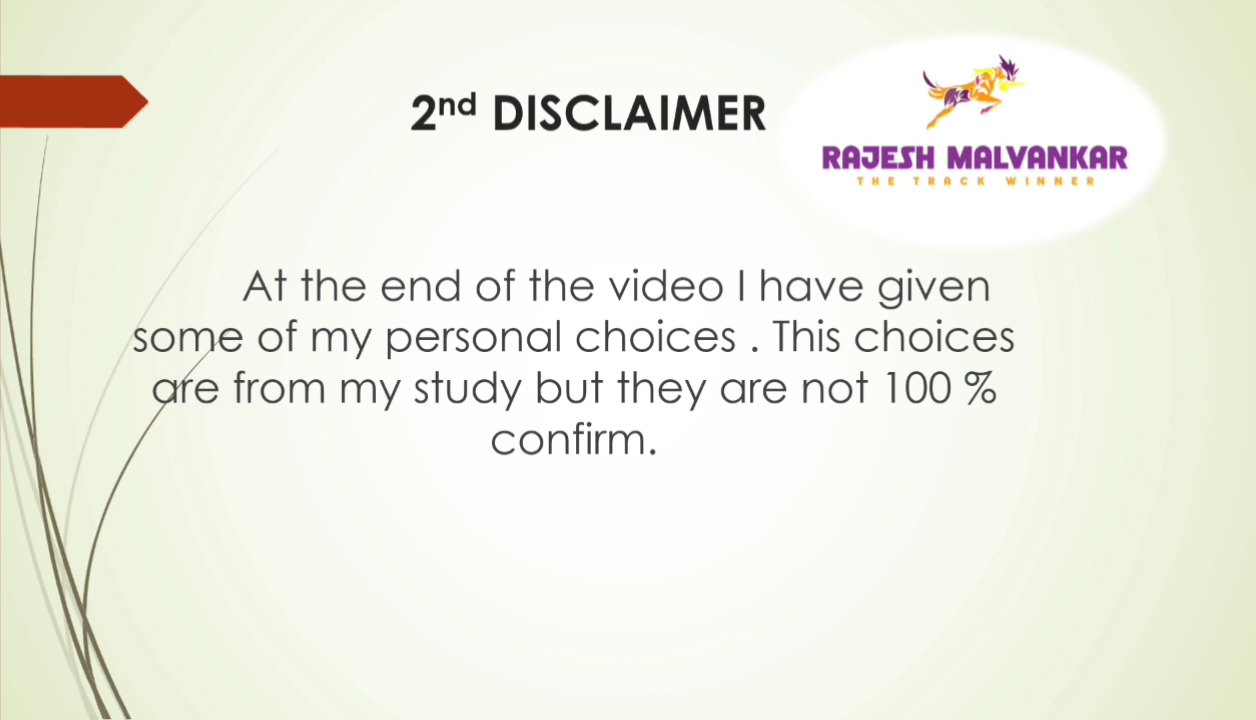 2nd DISCLAIMER
RAJESH MALVANKAR
THE TRACK WINNER
At the end of the video I have given
some of my personal choices . This choices
are from my study but they are not 100 %
confirm.